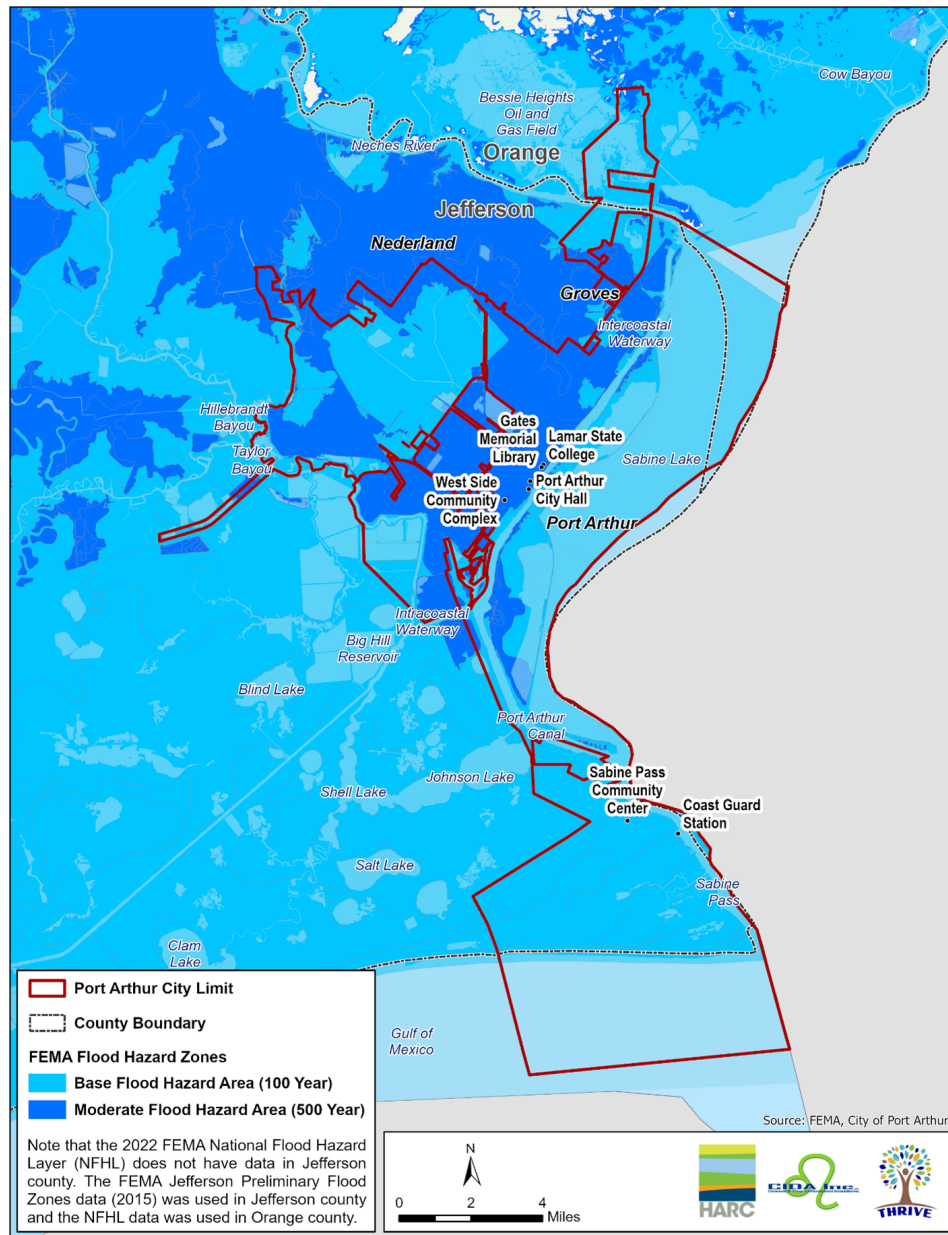 Cow Bayou
Bessie Heights
Oil and
Gas Field
Neches River
Orange
Jefferson
Nederland
Groves
Intercoastal
Waterway
Hillebrandt
Bayou
Taylor
Bayou
Gates
Memorial
Library
Lamar State
College
Sabine Lake
West Side
Community
Complex
Port Arthur
City Hall
Port Arthur
Intracoastal
Waterway
Big Hill
Reservoir
Blind Lake
Port Arthur
Canal
Johnson Lake
Shell Lake
Sabine Pass
Community
Center
Coast Guard
Station
Salt Lake
Sabine
Pass
Clam
Lake
Gulf of
Mexico
Port Arthur City Limit
County Boundary
FEMA Flood Hazard Zones
Base Flood Hazard Area (100 Year)
Moderate Flood Hazard Area (500 Year)
Note that the 2022 FEMA National Flood Hazard
Layer (NFHL) does not have data in Jefferson
county. The FEMA Jefferson Preliminary Flood
Zones data (2015) was used in Jefferson county
and the NFHL data was used in Orange county.
Source: FEMA, City of Port Arthur
N
0 2 4
Miles
HARC
CIDA Inc.
THRIVE